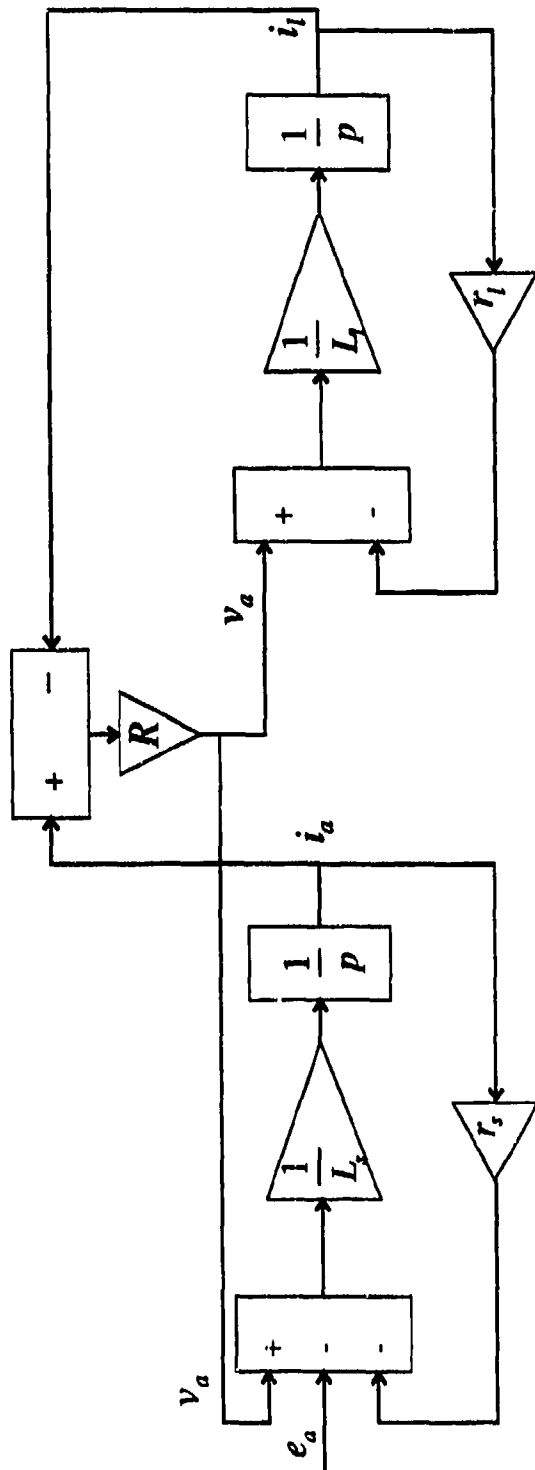 + −
R
v_a
v_a
e_a
+
-
-
1
L_s
1
p
i_a
r_s
+
-
1
L_l
1
p
i_l
r_l